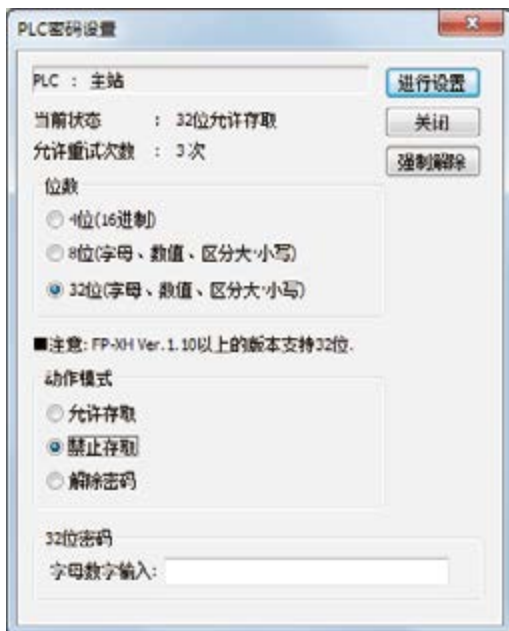 PLC密码设置
PLC : 主站
进行设置
当前状态 : 32位允许存取
关闭
允许重试次数 : 3次
强制解除
位数
4位(16进制)
8位(字母、数值、区分大小写)
32位(字母、数值、区分大小写)
■注意: FP-XH Ver.1.10以上的版本支持32位.
动作模式
允许存取
禁止存取
解除密码
32位密码
字母数字输入: